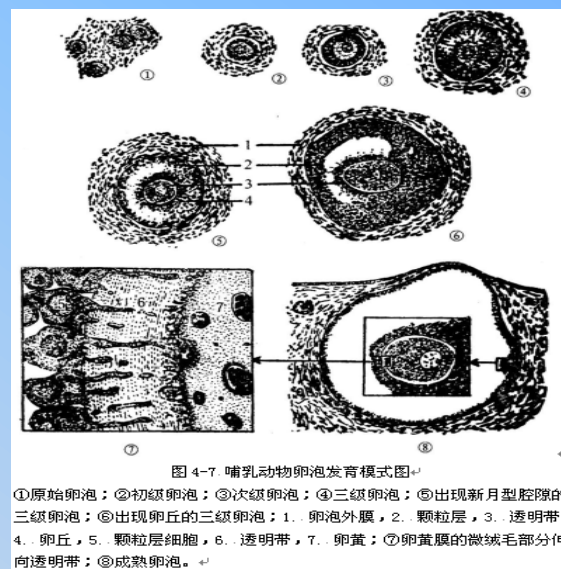 ① ② ③ ④
1
2
3
4
⑤ ⑥
6 7
⑦ ⑧
图 4-7 哺乳动物卵泡发育模式图
①原始卵泡；②初级卵泡；③次级卵泡；④三级卵泡；⑤出现新月型腔隙的
三级卵泡；⑥出现卵丘的三级卵泡；1．卵泡外膜，2．颗粒层，3．透明带
4．卵丘，5．颗粒层细胞，6．透明带，7．卵黄；⑦卵黄膜的微绒毛部分伸
向透明带；⑧成熟卵泡。